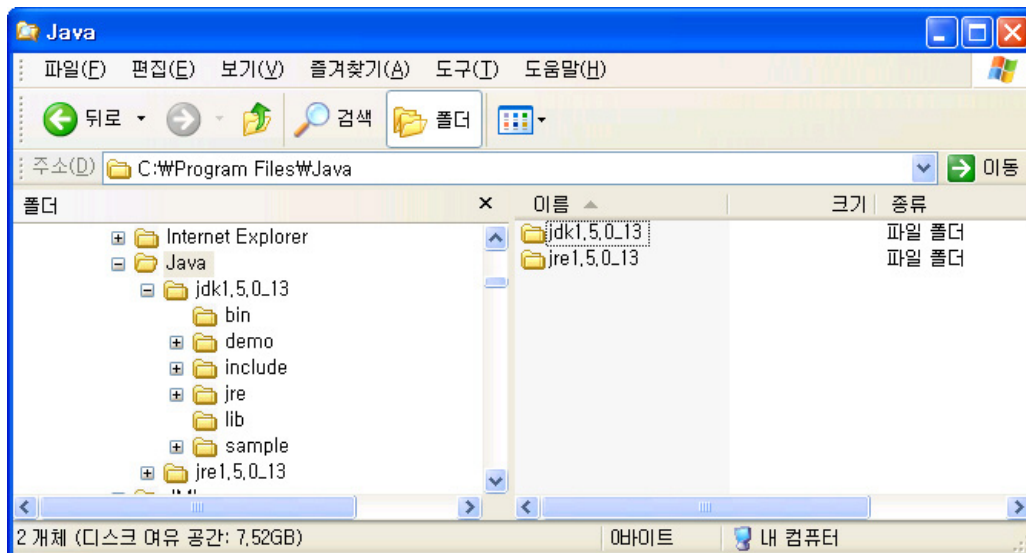 Java
파일(F) 편집(E) 보기(V) 즐겨찾기(A) 도구(T) 도움말(H)
뒤로 검색 폴더
주소(D) C:₩Program Files₩Java 이동
폴더 × 이름 크기 종류
Internet Explorer
Java
jdk1,5,0_13
bin
demo
include
jre
lib
sample
jre1,5,0_13
jdk1,5,0_13 파일 폴더
jre1,5,0_13 파일 폴더
2 개체 (디스크 여유 공간: 7,52GB) 0바이트 내 컴퓨터